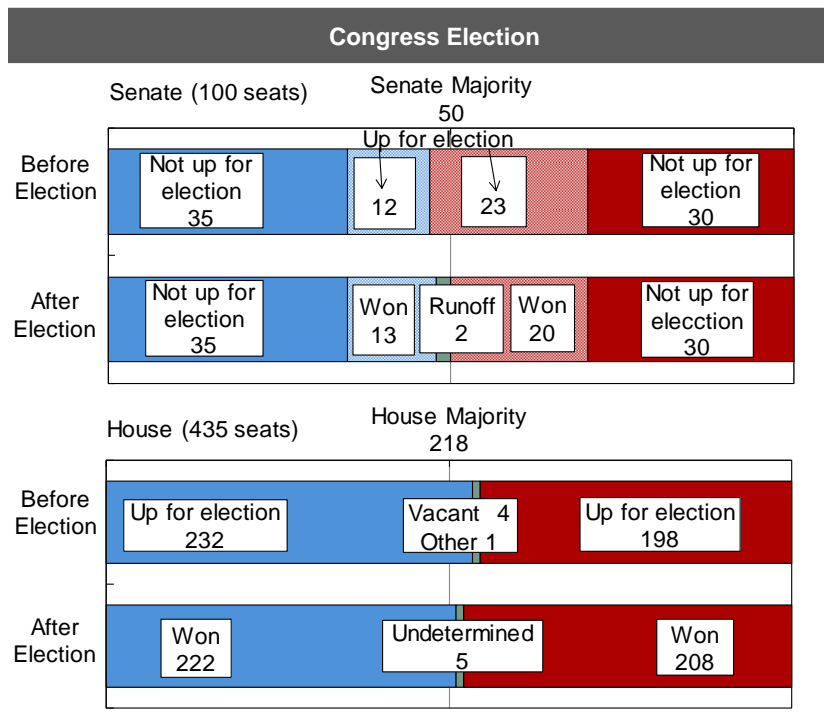 Congress Election
Senate (100 seats)
Senate Majority
50
Up for election
Before
Election
Not up for
election
35
12
23
Not up for
election
30
After
Election
Not up for
election
35
Won
13
Runoff
2
Won
20
Not up for
elecction
30
House (435 seats)
House Majority
218
Before
Election
Up for election
232
Vacant 4
Other 1
Up for election
198
After
Election
Won
222
Undetermined
5
Won
208